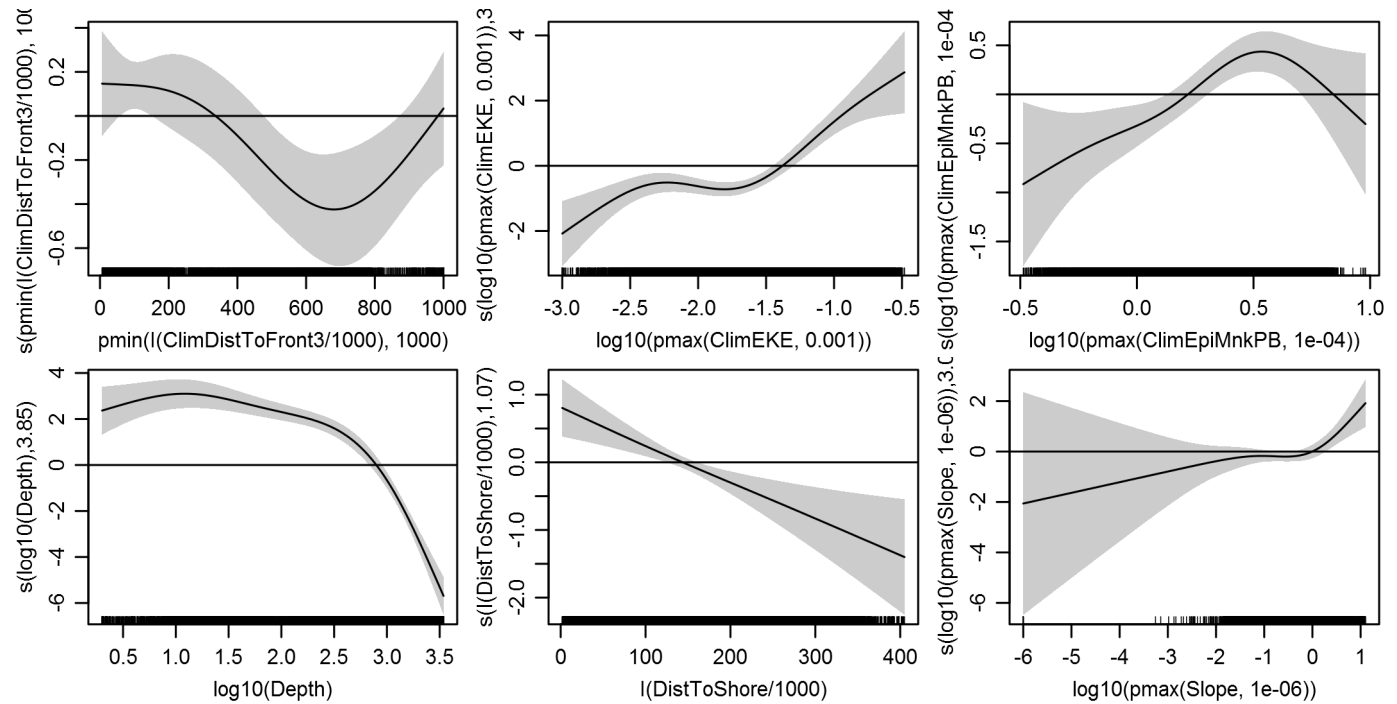 s(pmin(I(ClimDistToFront3/1000), 10
0.2
-0.2
-0.6
0 200 400 600 800 1000
pmin(I(ClimDistToFront3/1000), 1000)
s(log10(pmax(ClimEKE, 0.001)),3
4
2
0
-2
-3.0 -2.5 -2.0 -1.5 -1.0 -0.5
log10(pmax(ClimEKE, 0.001))
s(log10(pmax(ClimEpiMnkPB, 1e-04
0.5
-0.5
-1.5
-0.5 0.0 0.5 1.0
log10(pmax(ClimEpiMnkPB, 1e-04))
s(log10(Depth),3.85)
4
2
0
-2
-4
-6
0.5 1.0 1.5 2.0 2.5 3.0 3.5
log10(Depth)
s(I(DistToShore/1000),1.07)
1.0
0.0
-1.0
-2.0
0 100 200 300 400
I(DistToShore/1000)
s(log10(pmax(Slope, 1e-06)),3.0
2
0
-2
-4
-6
-6 -5 -4 -3 -2 -1 0 1
log10(pmax(Slope, 1e-06))